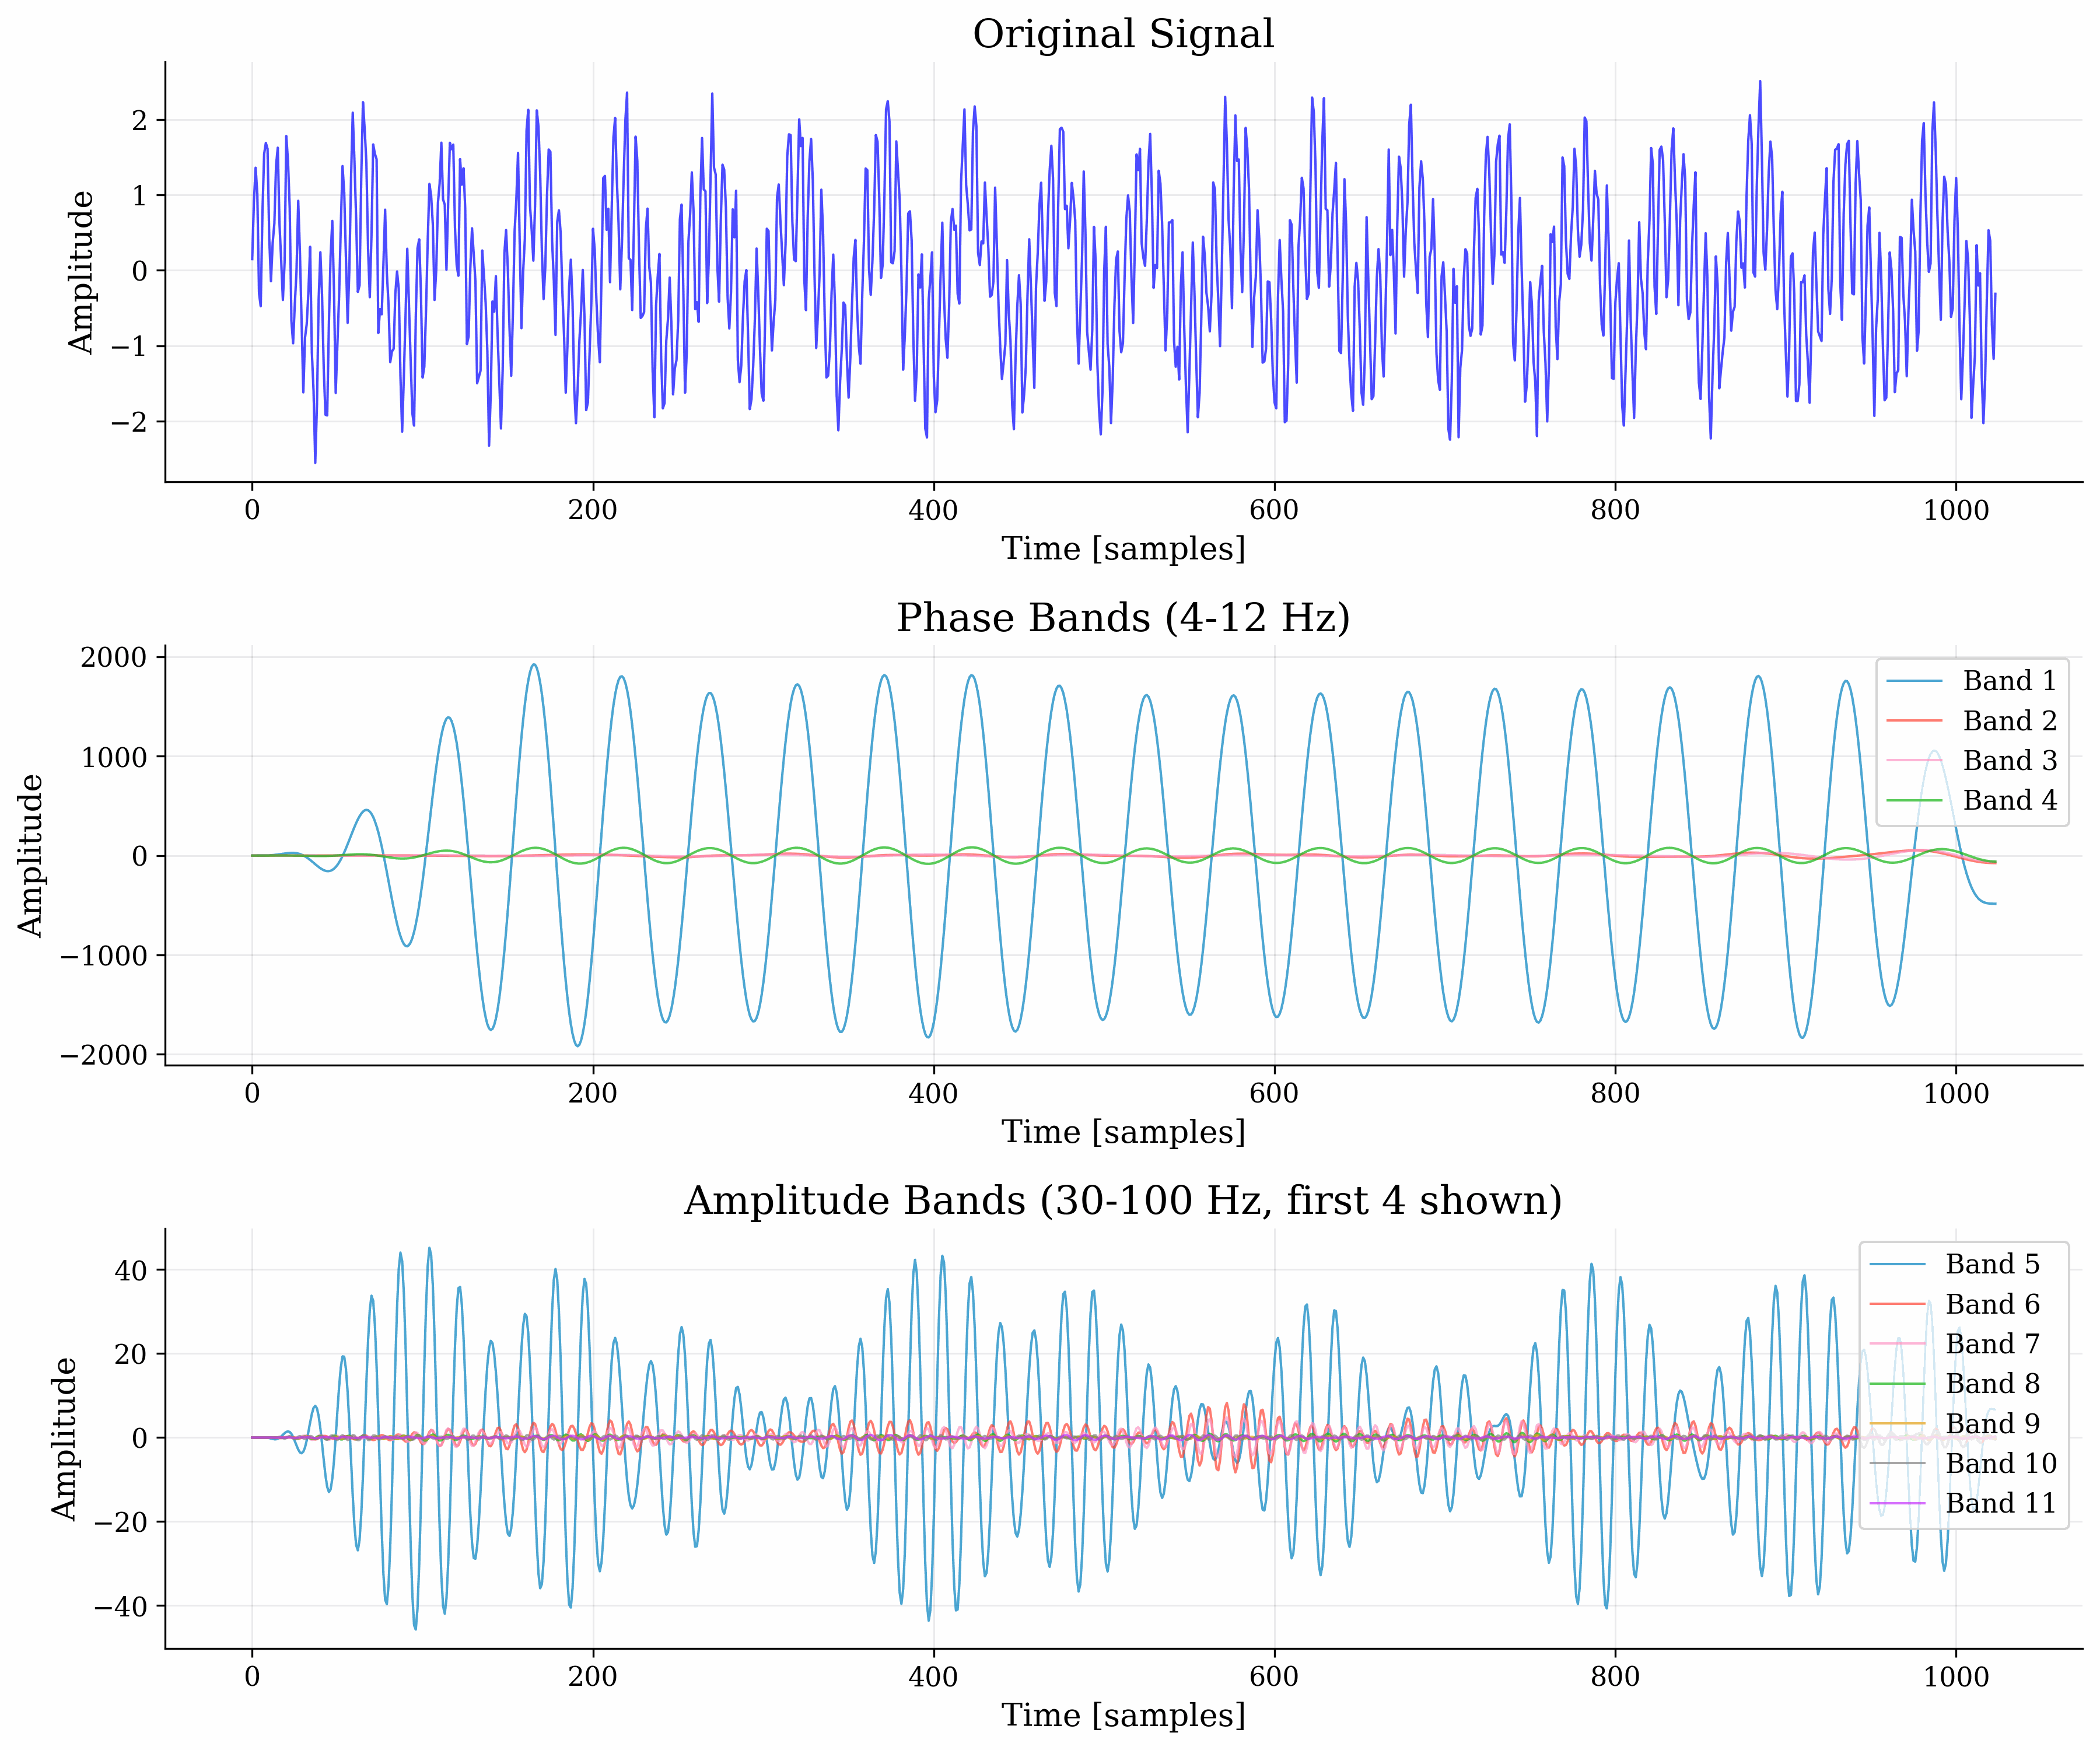 Original Signal
Amplitude
2
1
0
−1
−2
0 200 400 600 800 1000
Time [samples]
Phase Bands (4-12 Hz)
Amplitude
2000
1000
0
−1000
−2000
Band 1
Band 2
Band 3
Band 4
0 200 400 600 800 1000
Time [samples]
Amplitude Bands (30-100 Hz, first 4 shown)
Amplitude
40
20
0
−20
−40
Band 5
Band 6
Band 7
Band 8
Band 9
Band 10
Band 11
0 200 400 600 800 1000
Time [samples]